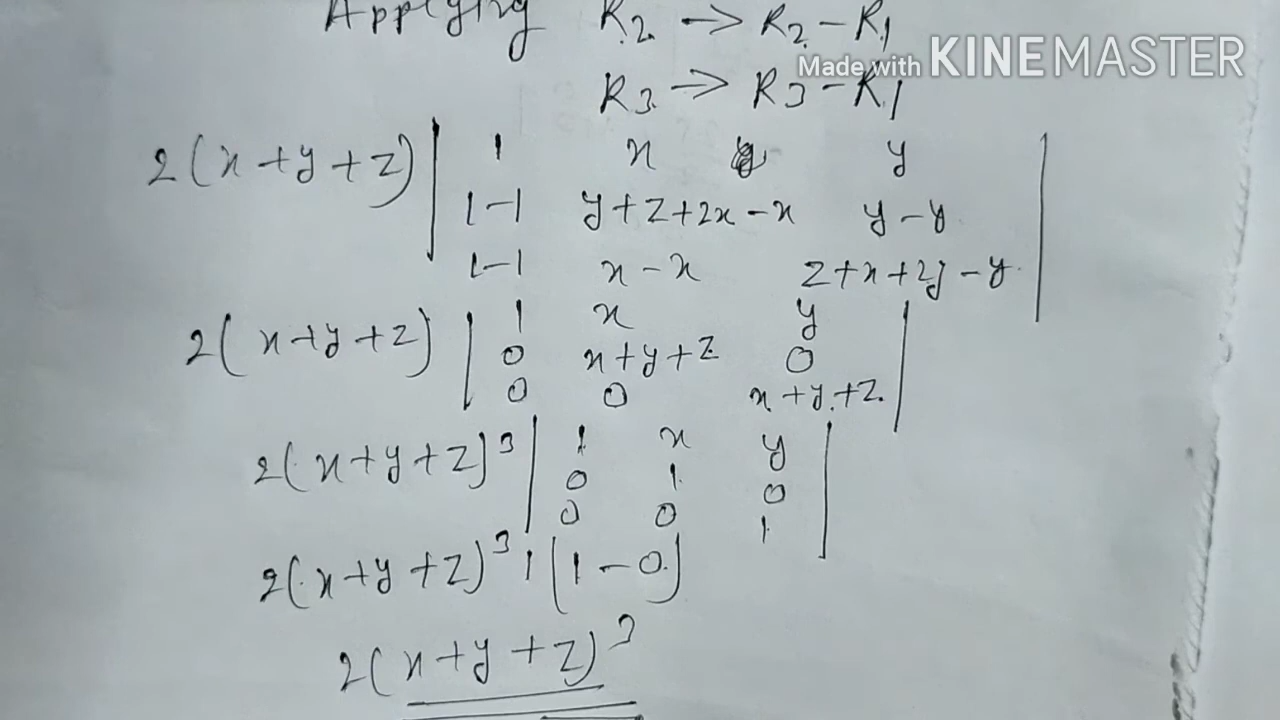 Applying R2 → R2 - R1
Made with KINEMASTER
R3 → R3 - R1
2(x+y+z) | 1 x y |
1-1 y+z+2x-x y-y
1-1 x-x z+x+2y-y
2(x+y+z) | 1 x y |
0 x+y+z 0
0 0 x+y+z
2(x+y+z)³ | 1 x y |
0 1 0
0 0 1
2(x+y+z)³ 1(1-0)
2(x+y+z)³